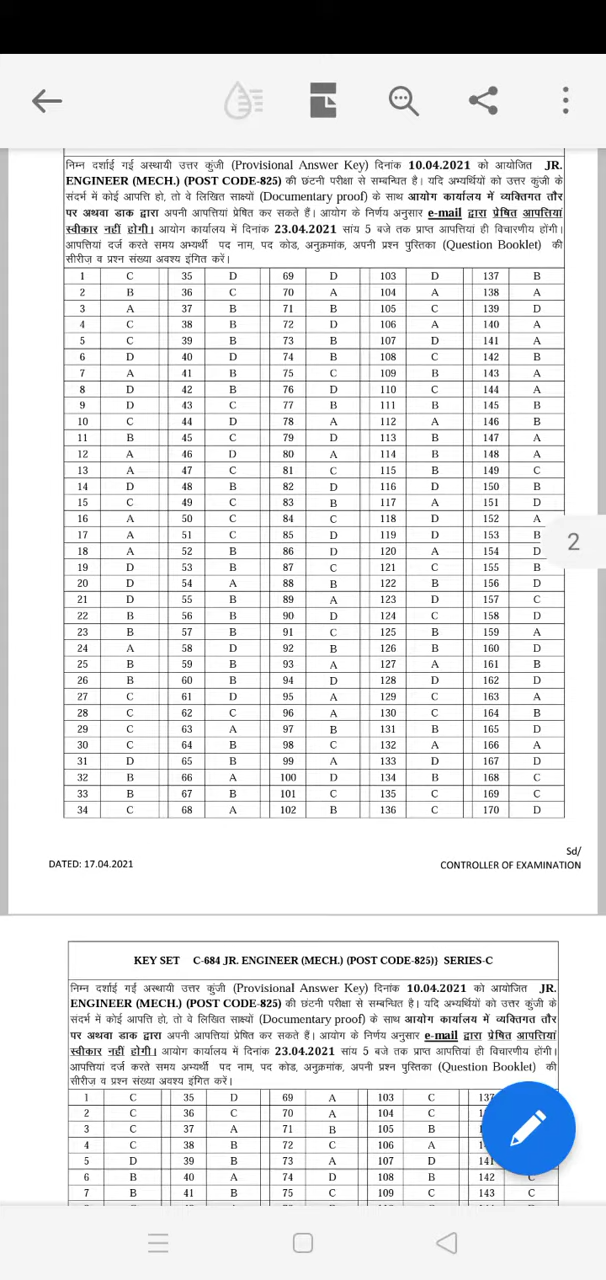 निम्न दर्शाई गई अस्थायी उत्तर कुंजी (Provisional Answer Key) दिनांक 10.04.2021 को आयोजित JR.
ENGINEER (MECH.) (POST CODE-825) की छंटनी परीक्षा से सम्बन्धित है। यदि अभ्यर्थियों को उत्तर कुंजी के
संदर्भ में कोई आपत्ति हो, तो वे लिखित साक्ष्यों (Documentary proof) के साथ आयोग कार्यालय में व्यक्तिगत तौर
पर अथवा डाक द्वारा अपनी आपत्तियां प्रेषित कर सकते हैं। आयोग के निर्णय अनुसार e-mail द्वारा प्रेषित आपत्तियां
स्वीकार नहीं होगी। आयोग कार्यालय में दिनांक 23.04.2021 सांय 5 बजे तक प्राप्त आपत्तियां ही विचारणीय होंगी।
आपत्तियां दर्ज करते समय अभ्यर्थी पद नाम, पद कोड, अनुक्रमांक, अपनी प्रश्न पुस्तिका (Question Booklet) की
सीरीज व प्रश्न संख्या अवश्य इंगित करें।
1 C 35 D 69 D 103 D 137 B
2 B 36 C 70 A 104 A 138 A
3 A 37 B 71 B 105 C 139 D
4 C 38 B 72 D 106 A 140 A
5 C 39 B 73 B 107 D 141 A
6 D 40 D 74 B 108 C 142 B
7 A 41 B 75 C 109 B 143 A
8 D 42 B 76 D 110 C 144 A
9 D 43 C 77 B 111 B 145 B
10 C 44 D 78 A 112 A 146 B
11 B 45 C 79 D 113 B 147 A
12 A 46 D 80 A 114 B 148 A
13 A 47 C 81 C 115 B 149 C
14 D 48 B 82 D 116 D 150 B
15 C 49 C 83 B 117 A 151 D
16 A 50 C 84 C 118 D 152 A
17 A 51 C 85 D 119 D 153 B
18 A 52 B 86 D 120 A 154 D
19 D 53 B 87 C 121 C 155 B
20 D 54 A 88 B 122 B 156 D
21 D 55 B 89 A 123 D 157 C
22 B 56 B 90 D 124 C 158 D
23 B 57 B 91 C 125 B 159 A
24 A 58 D 92 B 126 B 160 D
25 B 59 B 93 A 127 A 161 B
26 B 60 B 94 D 128 D 162 D
27 C 61 D 95 A 129 C 163 A
28 C 62 C 96 A 130 C 164 B
29 C 63 A 97 B 131 B 165 D
30 C 64 B 98 C 132 A 166 A
31 D 65 B 99 A 133 D 167 D
32 B 66 A 100 D 134 B 168 C
33 B 67 B 101 C 135 C 169 C
34 C 68 A 102 B 136 C 170 D
2
Sd/
DATED: 17.04.2021 CONTROLLER OF EXAMINATION
KEY SET C-684 JR. ENGINEER (MECH.) (POST CODE-825)} SERIES-C
निम्न दर्शाई गई अस्थायी उत्तर कुंजी (Provisional Answer Key) दिनांक 10.04.2021 को आयोजित JR.
ENGINEER (MECH.) (POST CODE-825) की छंटनी परीक्षा से सम्बन्धित है। यदि अभ्यर्थियों को उत्तर कुंजी के
संदर्भ में कोई आपत्ति हो, तो वे लिखित साक्ष्यों (Documentary proof) के साथ आयोग कार्यालय में व्यक्तिगत तौर
पर अथवा डाक द्वारा अपनी आपत्तियां प्रेषित कर सकते हैं। आयोग के निर्णय अनुसार e-mail द्वारा प्रेषित आपत्तियां
स्वीकार नहीं होगी। आयोग कार्यालय में दिनांक 23.04.2021 सांय 5 बजे तक प्राप्त आपत्तियां ही विचारणीय होंगी।
आपत्तियां दर्ज करते समय अभ्यर्थी पद नाम, पद कोड, अनुक्रमांक, अपनी प्रश्न पुस्तिका (Question Booklet) की
सीरीज व प्रश्न संख्या अवश्य इंगित करें।
1 C 35 D 69 A 103 C 137
2 C 36 C 70 A 104 C
3 C 37 A 71 B 105 B
4 C 38 B 72 C 106 A
5 D 39 B 73 A 107 D 141
6 B 40 A 74 D 108 B 142 C
7 B 41 B 75 C 109 C 143 C